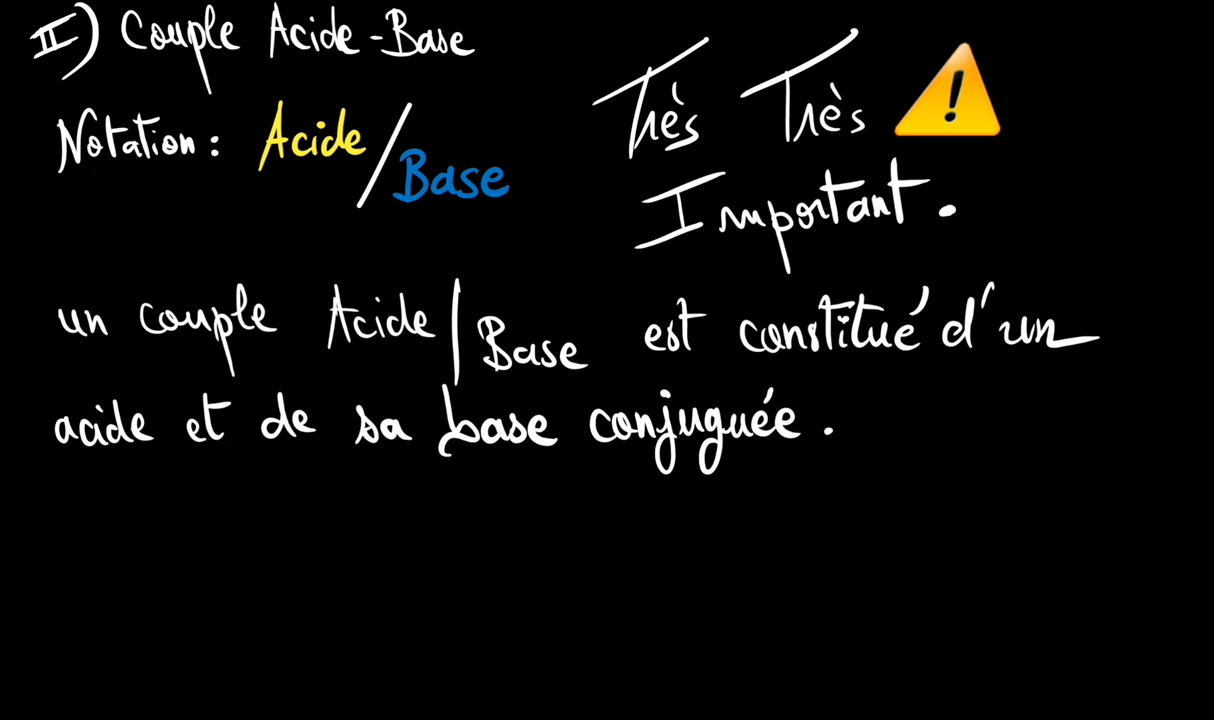 II) Couple Acide-Base
Notation : Acide/Base
Très Très
Important.
un couple Acide/Base est constitué d'un
acide et de sa base conjuguée.